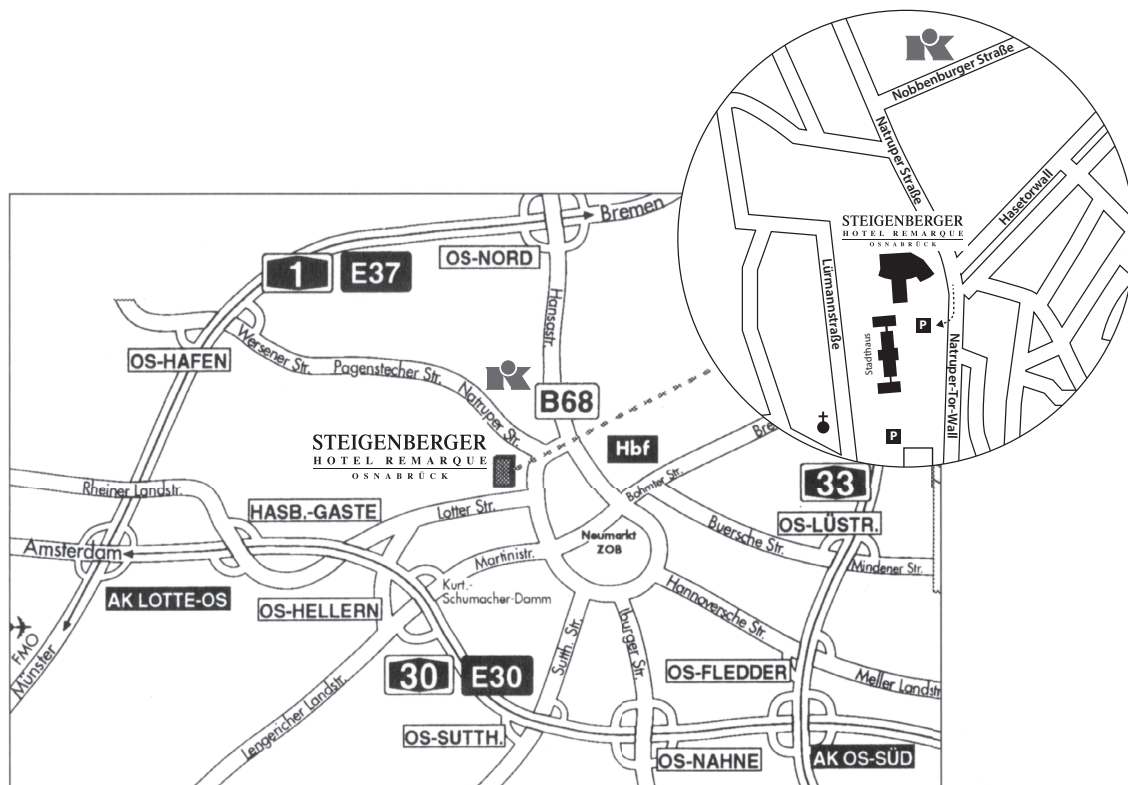 Nobbenburger Straße
Natruper Straße
Hasetorwall
STEIGENBERGER
HOTEL REMARQUE
OSNABRÜCK
Lürmannstraße
P
Stadthaus
Natruper-Tor-Wall
P
Bremen
OS-NORD
1
E37
Hansastr.
OS-HAFEN
Wersener Str.
Pagenstecher Str.
Natruper Str.
B68
STEIGENBERGER
HOTEL REMARQUE
OSNABRÜCK
Hbf
Bre
33
Rheiner Landstr.
HASB.-GASTE
Lotter Str.
Bohmter Str.
OS-LÜSTR.
Buersche Str.
Neumarkt
ZOB
Amsterdam
Martinistr.
Mindener Str.
AK LOTTE-OS
OS-HELLERN
Kurt.-
Schumacher-Damm
Hannoversche Str.
FMO
Münster
Sutth. Str.
Iburger Str.
30
E30
OS-FLEDDER
Meller Landstr
Lengericher Landstr.
OS-SUTTH.
OS-NAHNE
AK OS-SÜD